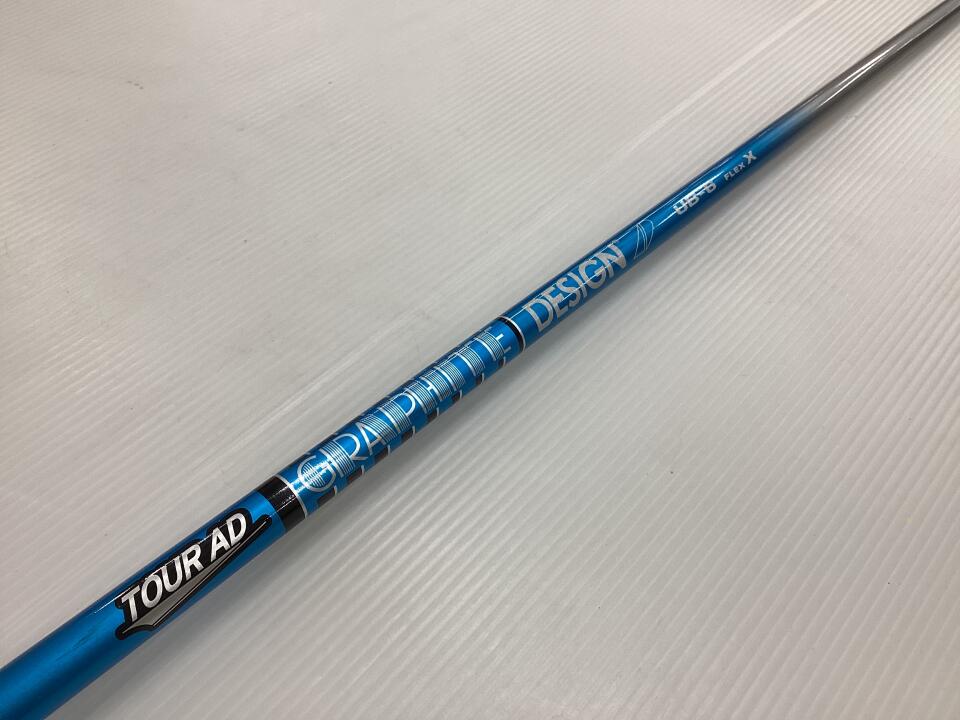 TOUR AD
GRAPHITE
DESIGN
UB-6 FLEX X